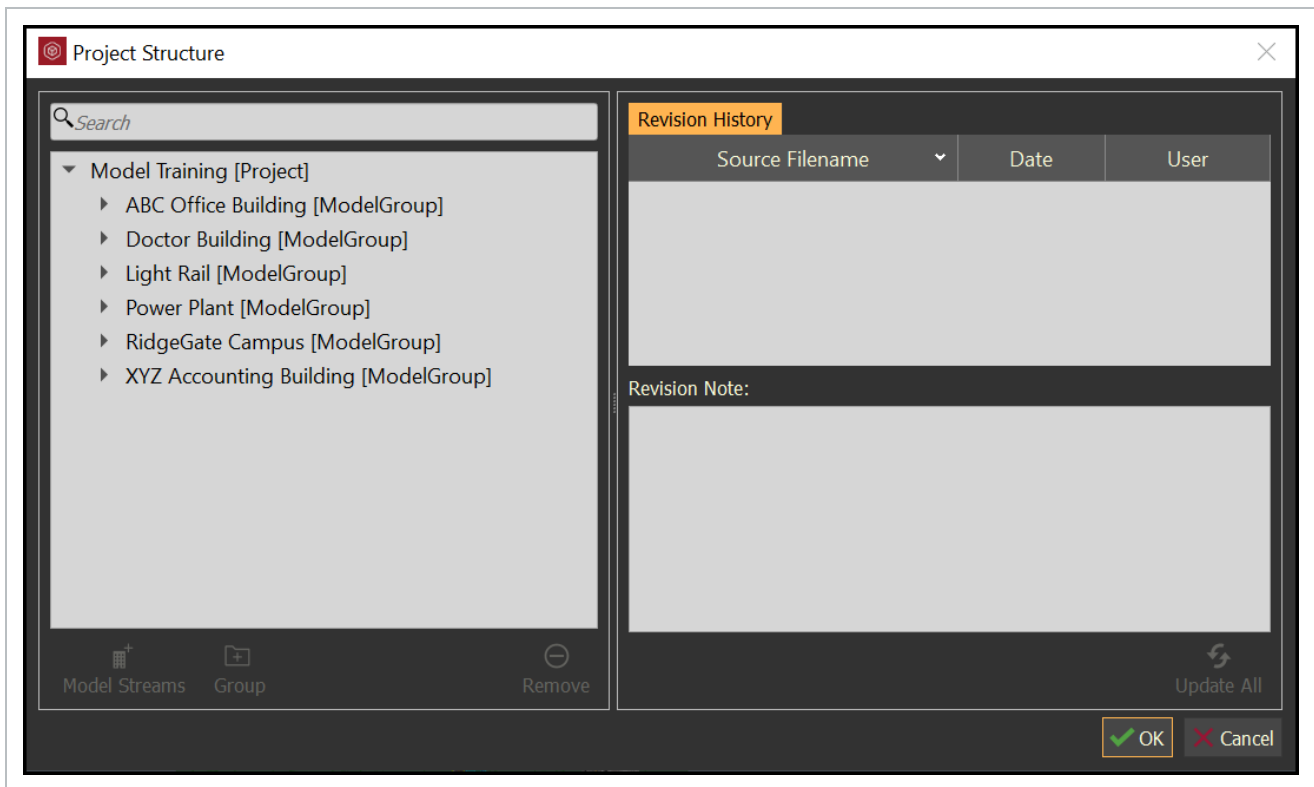 Project Structure
Search
Model Training [Project]
ABC Office Building [ModelGroup]
Doctor Building [ModelGroup]
Light Rail [ModelGroup]
Power Plant [ModelGroup]
RidgeGate Campus [ModelGroup]
XYZ Accounting Building [ModelGroup]
Model Streams Group Remove
Revision History
Source Filename Date User
Revision Note:
Update All
OK Cancel